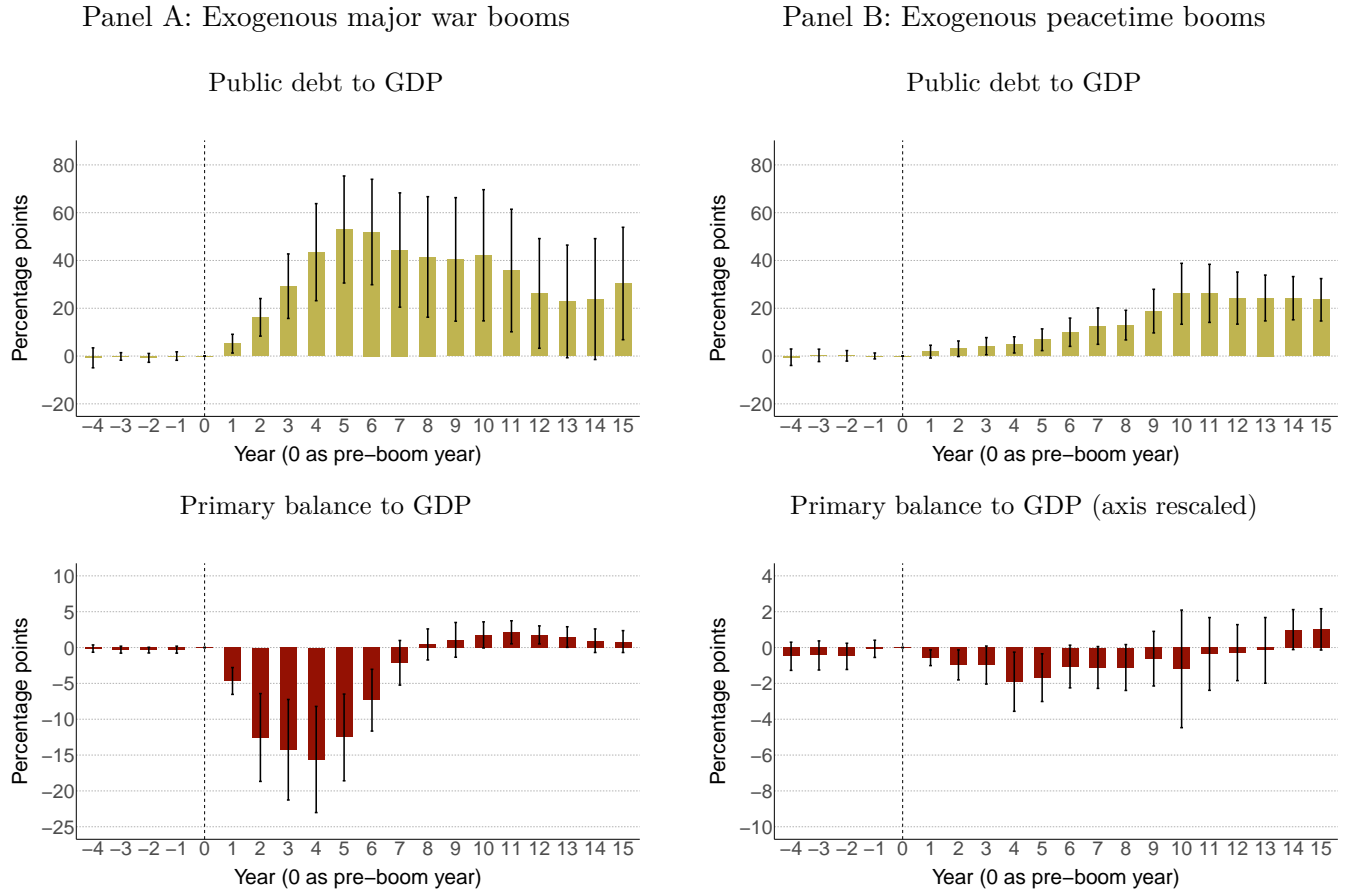 Panel A: Exogenous major war booms
Public debt to GDP
Percentage points
80
60
40
20
0
−20
−4 −3 −2 −1 0 1 2 3 4 5 6 7 8 9 10 11 12 13 14 15
Year (0 as pre−boom year)
Primary balance to GDP
Percentage points
10
5
0
−5
−10
−15
−20
−25
−4 −3 −2 −1 0 1 2 3 4 5 6 7 8 9 10 11 12 13 14 15
Year (0 as pre−boom year)
Panel B: Exogenous peacetime booms
Public debt to GDP
Percentage points
80
60
40
20
0
−20
−4 −3 −2 −1 0 1 2 3 4 5 6 7 8 9 10 11 12 13 14 15
Year (0 as pre−boom year)
Primary balance to GDP (axis rescaled)
Percentage points
4
2
0
−2
−4
−6
−8
−10
−4 −3 −2 −1 0 1 2 3 4 5 6 7 8 9 10 11 12 13 14 15
Year (0 as pre−boom year)